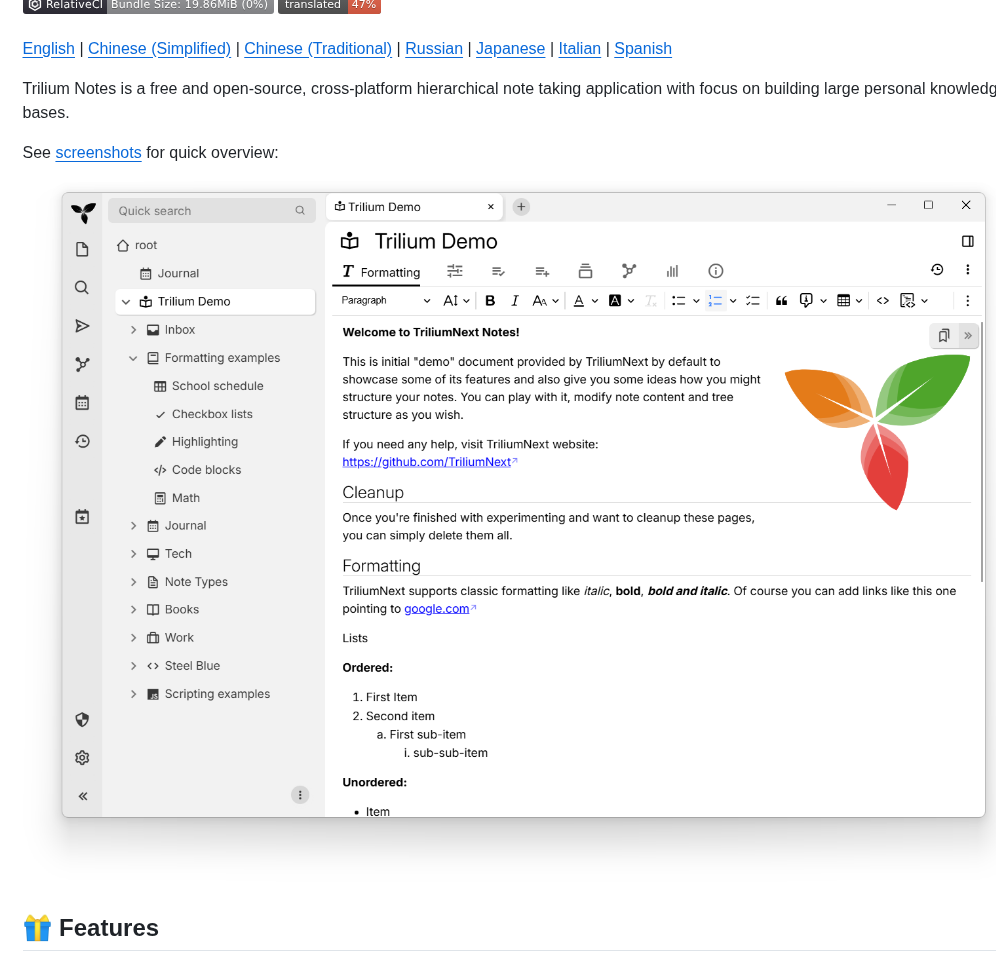 RelativeCI Bundle Size: 19.86MiB (0%) translated 47%
English | Chinese (Simplified) | Chinese (Traditional) | Russian | Japanese | Italian | Spanish
Trilium Notes is a free and open-source, cross-platform hierarchical note taking application with focus on building large personal knowledg
bases.
See screenshots for quick overview:
Quick search
Trilium Demo
root
Journal
Trilium Demo
Inbox
Formatting examples
School schedule
Checkbox lists
Highlighting
Code blocks
Math
Journal
Tech
Note Types
Books
Work
Steel Blue
Scripting examples
Trilium Demo
Formatting
Paragraph
Welcome to TriliumNext Notes!
This is initial "demo" document provided by TriliumNext by default to
showcase some of its features and also give you some ideas how you might
structure your notes. You can play with it, modify note content and tree
structure as you wish.
If you need any help, visit TriliumNext website:
https://github.com/TriliumNext
Cleanup
Once you're finished with experimenting and want to cleanup these pages,
you can simply delete them all.
Formatting
TriliumNext supports classic formatting like italic, bold, bold and italic. Of course you can add links like this one
pointing to google.com
Lists
Ordered:
1. First Item
2. Second item
a. First sub-item
i. sub-sub-item
Unordered:
• Item
Features